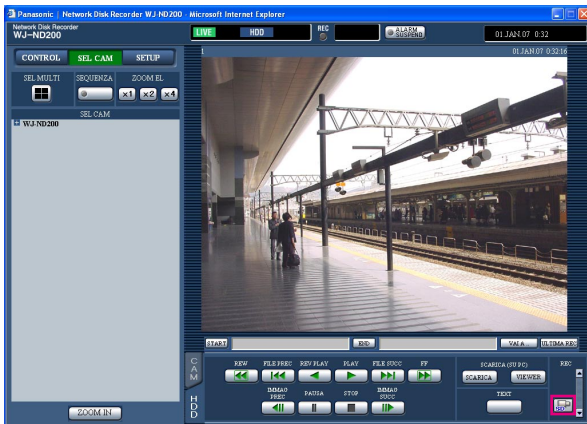 Panasonic | Network Disk Recorder WJ-ND200 - Microsoft Internet Explorer
Network Disk Recorder
WJ-ND200
LIVE HDD REC ALARM SUSPEND 01.JAN.07 0:32
CONTROL SEL CAM SETUP
1 01.JAN.07 0:32:16
SEL MULTI SEQUENZA ZOOM EL
x1 x2 x4
SEL CAM
WJ-ND200
START END VAI A... ULTIMA REG
CAM
REW FILE PREC REV PLAY PLAY FILE SUCC FF SCARICA (SU PC) REC
SCARICA VIEWER
HDD
IMMAG PREC PAUSA STOP IMMAG SUCC TEXT
ZOOM IN